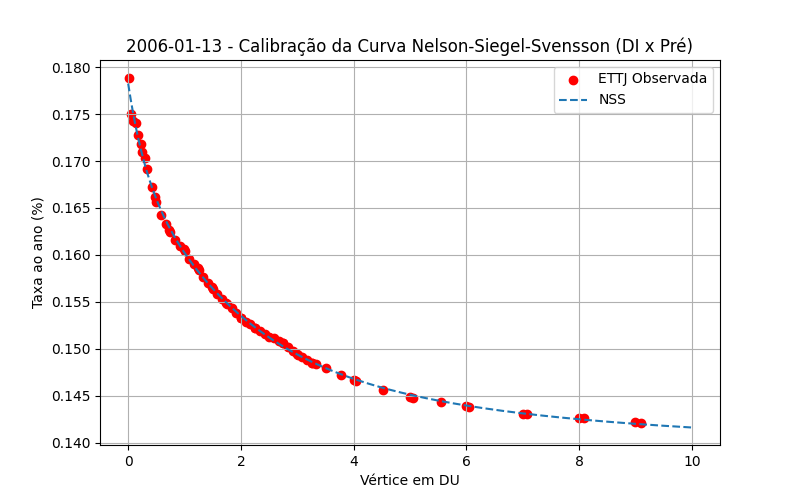 2006-01-13 - Calibração da Curva Nelson-Siegel-Svensson (DI x Pré)
ETTJ Observada
NSS
Taxa ao ano (%)
0.180
0.175
0.170
0.165
0.160
0.155
0.150
0.145
0.140
0 2 4 6 8 10
Vértice em DU